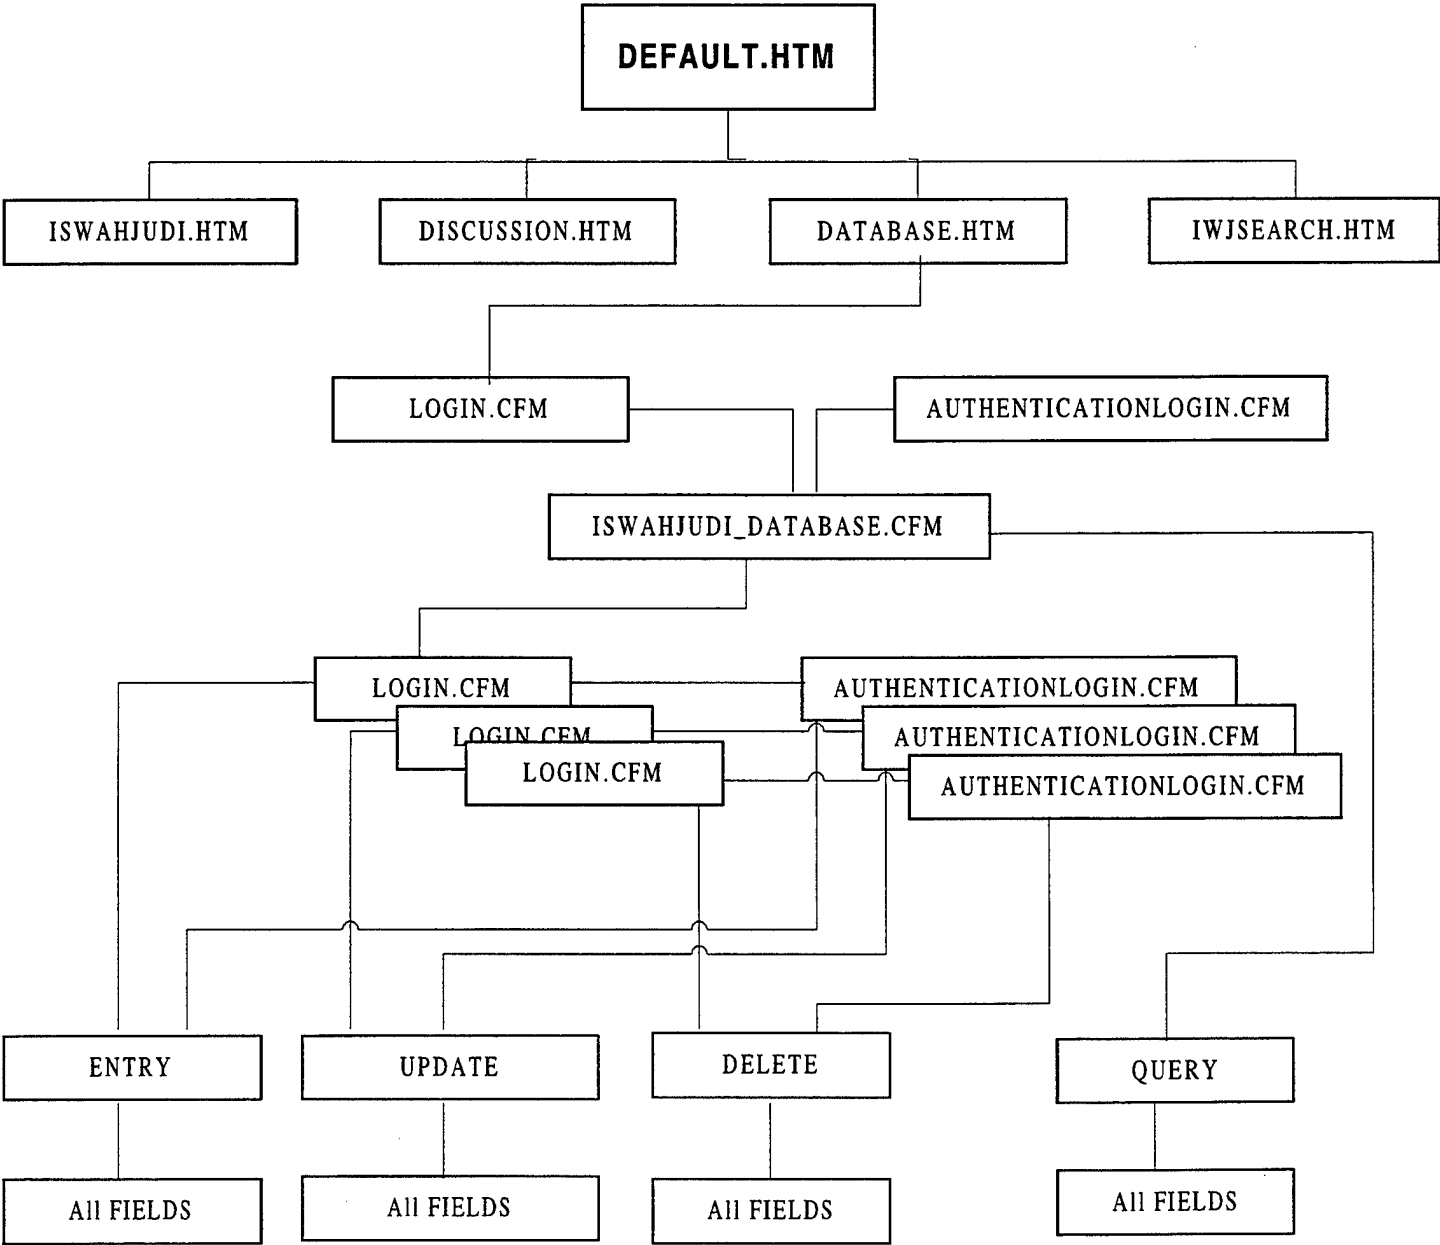 DEFAULT.HTM
ISWAHJUDI.HTM
DISCUSSION.HTM
DATABASE.HTM
IWJSEARCH.HTM
LOGIN.CFM
AUTHENTICATIONLOGIN.CFM
ISWAHJUDI_DATABASE.CFM
LOGIN.CFM
AUTHENTICATIONLOGIN.CFM
LOGIN.CFM
AUTHENTICATIONLOGIN.CFM
LOGIN.CFM
AUTHENTICATIONLOGIN.CFM
ENTRY
UPDATE
DELETE
QUERY
All FIELDS
All FIELDS
All FIELDS
All FIELDS